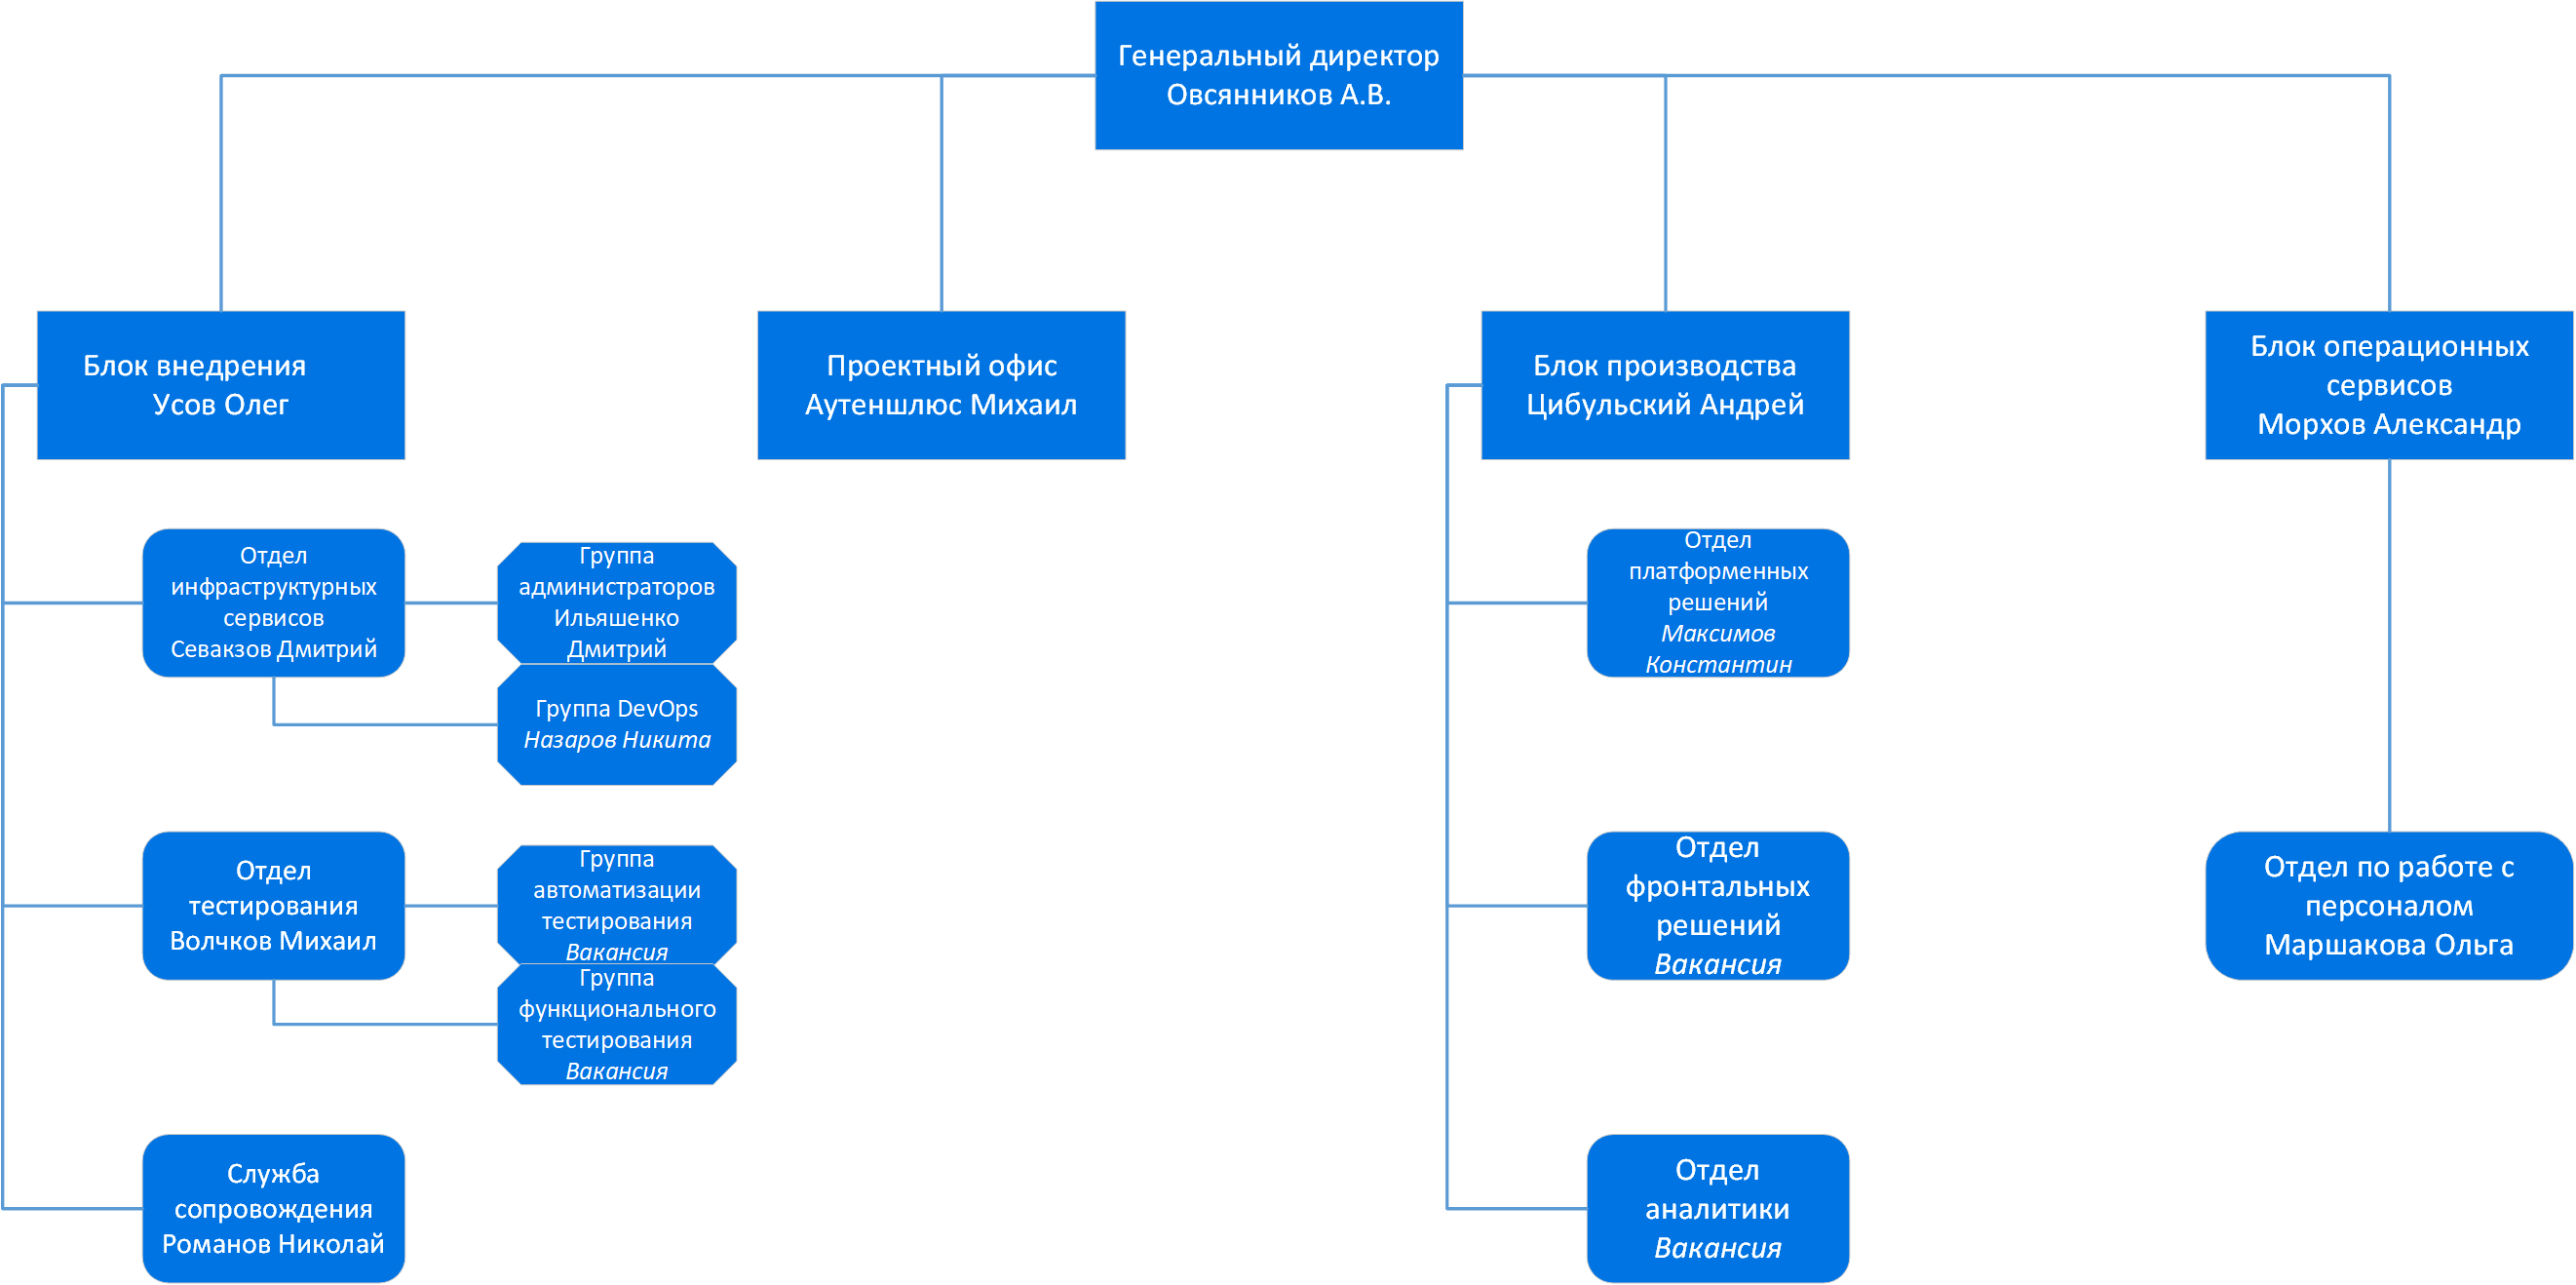 Генеральный директор
Овсянников А.В.
Блок внедрения
Усов Олег
Проектный офис
Аутеншлюс Михаил
Блок производства
Цибульский Андрей
Блок операционных
сервисов
Морхов Александр
Отдел
инфраструктурных
сервисов
Севакзов Дмитрий
Группа
администраторов
Ильяшенко
Дмитрий
Группа DevOps
Назаров Никита
Отдел
тестирования
Волчков Михаил
Группа
автоматизации
тестирования
Вакансия
Группа
функционального
тестирования
Вакансия
Служба
сопровождения
Романов Николай
Отдел
платформенных
решений
Максимов
Константин
Отдел
фронтальных
решений
Вакансия
Отдел
аналитики
Вакансия
Отдел по работе с
персоналом
Маршакова Ольга